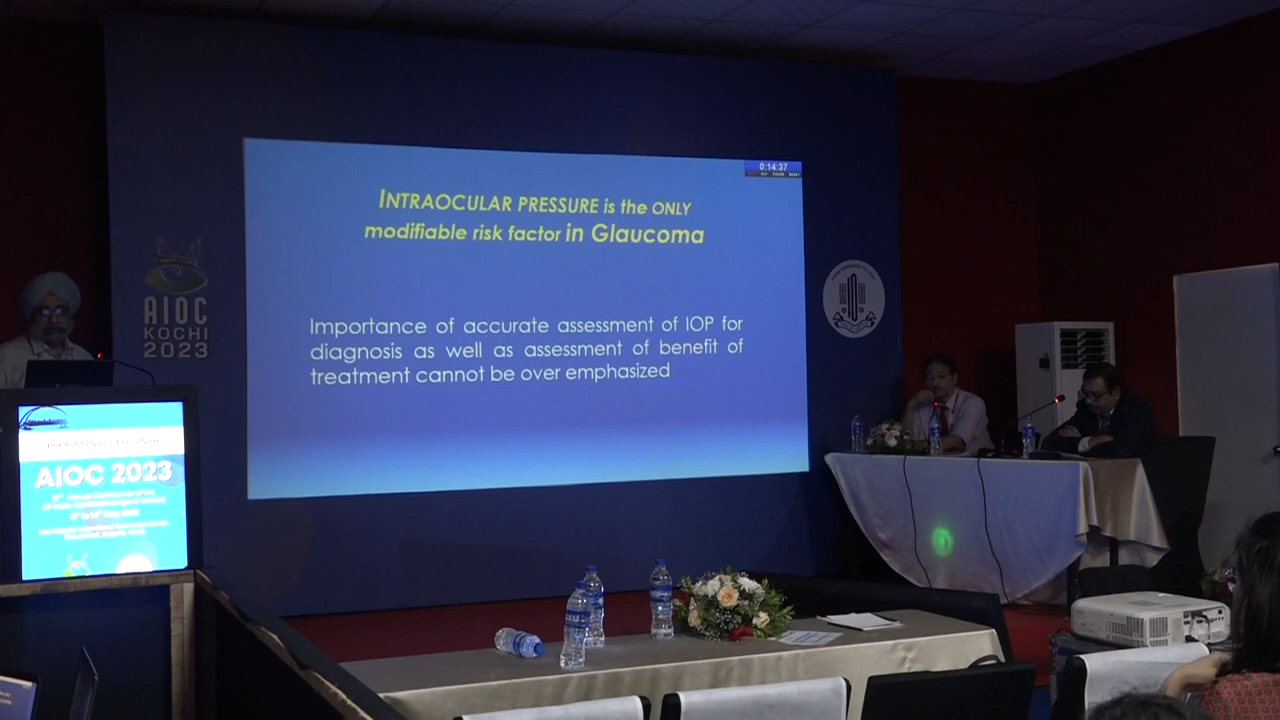 0:14:37
INTRAOCULAR PRESSURE is the ONLY
modifiable risk factor in Glaucoma
Importance of accurate assessment of IOP for
diagnosis as well as assessment of benefit of
treatment cannot be over emphasized
AIOC
KOCHI
2023
AIOC 2023